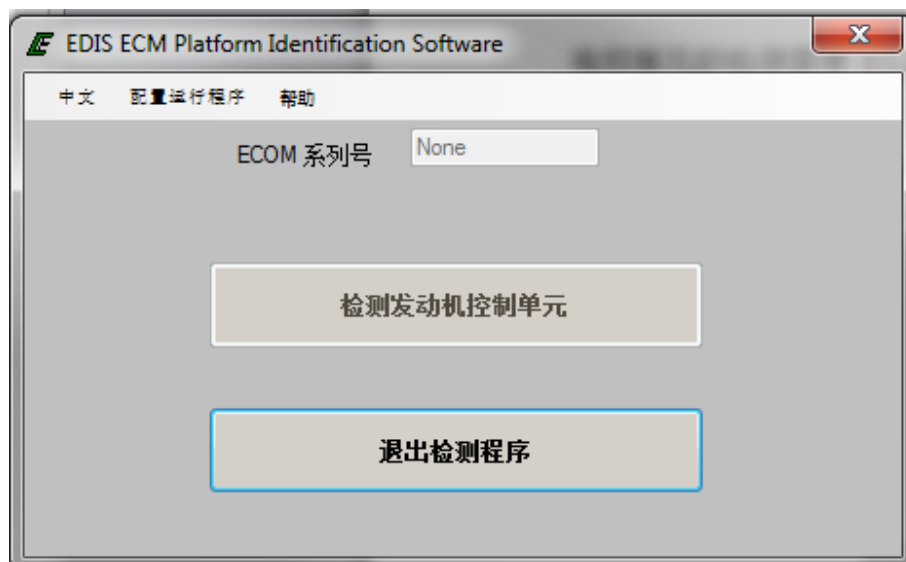 EDIS ECM Platform Identification Software
中文 配置运行程序 帮助
ECOM 系列号 None
检测发动机控制单元
退出检测程序